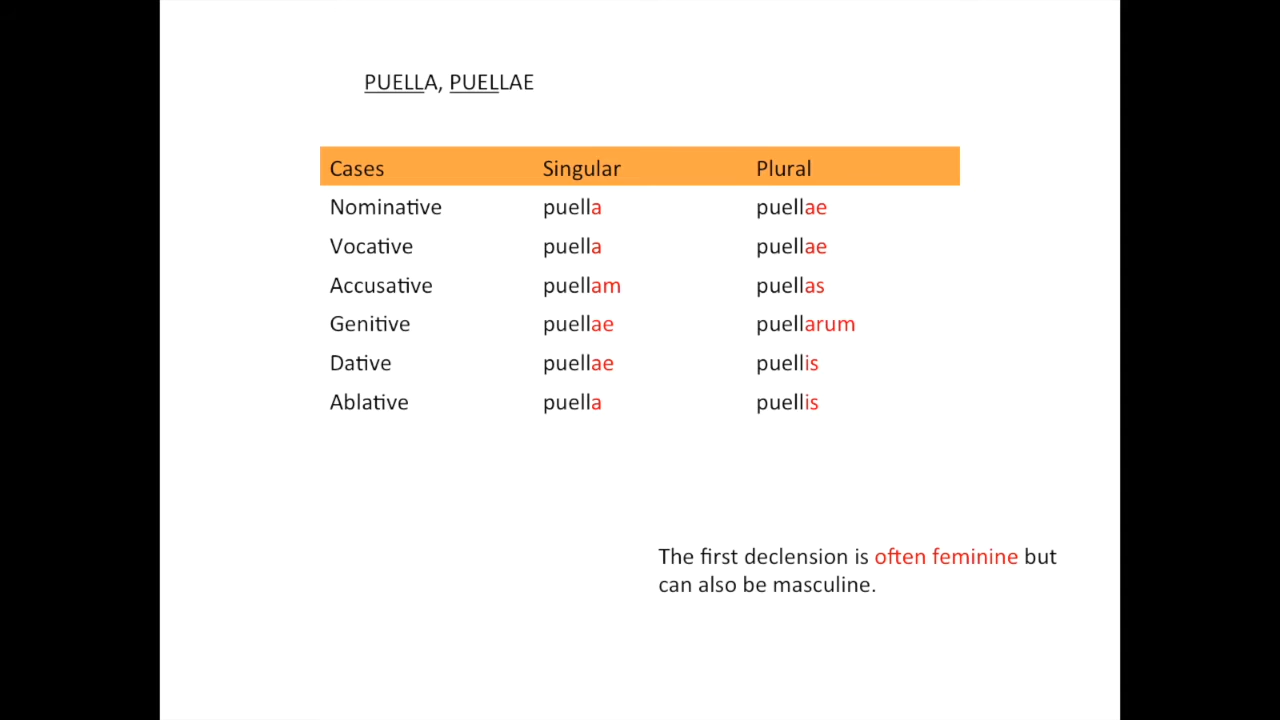 PUELLA, PUELLAE
Cases Singular Plural
Nominative puella puellae
Vocative puella puellae
Accusative puellam puellas
Genitive puellae puellarum
Dative puellae puellis
Ablative puella puellis
The first declension is often feminine but
can also be masculine.